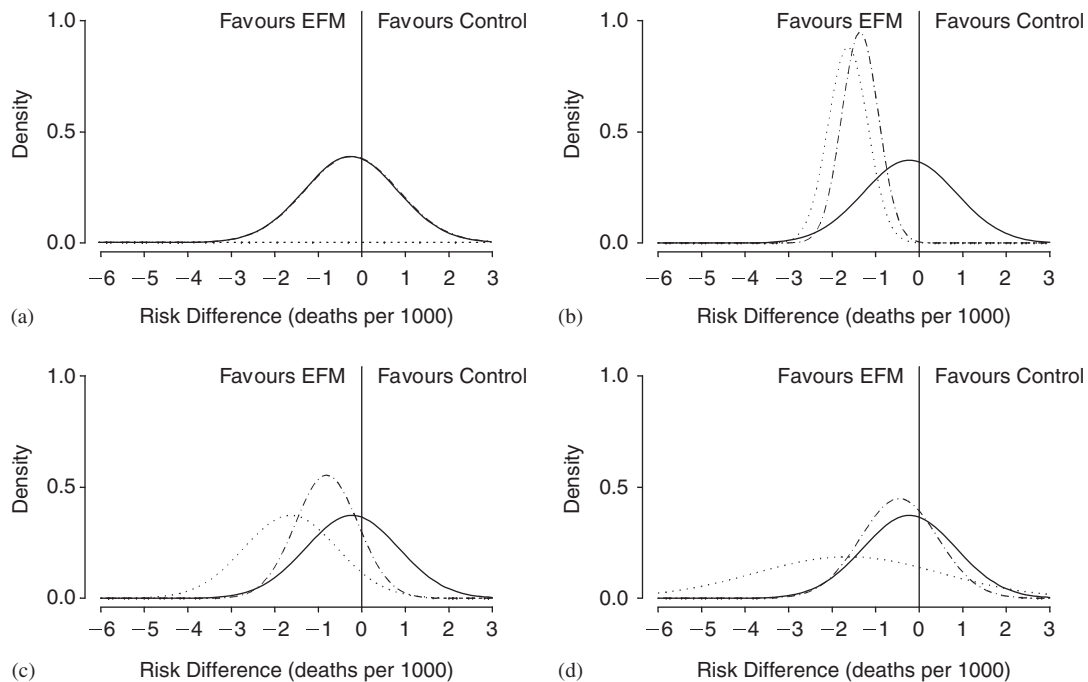 Favours EFM Favours Control
1.0
0.5
0.0
Density
−6 −5 −4 −3 −2 −1 0 1 2 3
(a) Risk Difference (deaths per 1000)
Favours EFM Favours Control
1.0
0.5
0.0
Density
−6 −5 −4 −3 −2 −1 0 1 2 3
(b) Risk Difference (deaths per 1000)
Favours EFM Favours Control
1.0
0.5
0.0
Density
−6 −5 −4 −3 −2 −1 0 1 2 3
(c) Risk Difference (deaths per 1000)
Favours EFM Favours Control
1.0
0.5
0.0
Density
−6 −5 −4 −3 −2 −1 0 1 2 3
(d) Risk Difference (deaths per 1000)